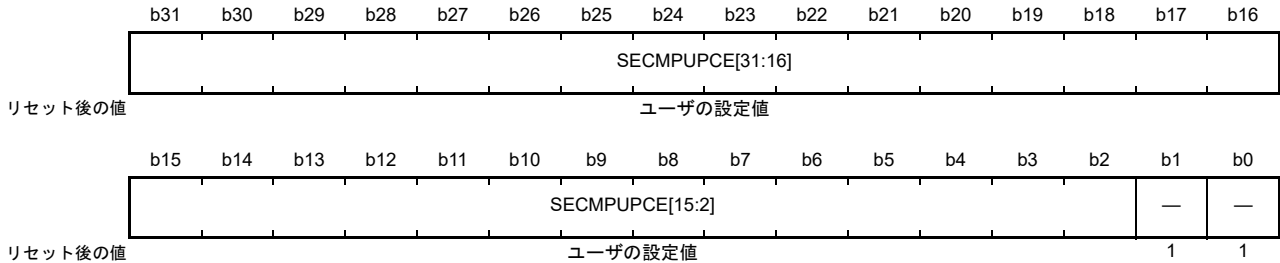 b31 b30 b29 b28 b27 b26 b25 b24 b23 b22 b21 b20 b19 b18 b17 b16
SECMPUPCE[31:16]
リセット後の値 ユーザの設定値
b15 b14 b13 b12 b11 b10 b9 b8 b7 b6 b5 b4 b3 b2 b1 b0
SECMPUPCE[15:2] — —
リセット後の値 ユーザの設定値 1 1